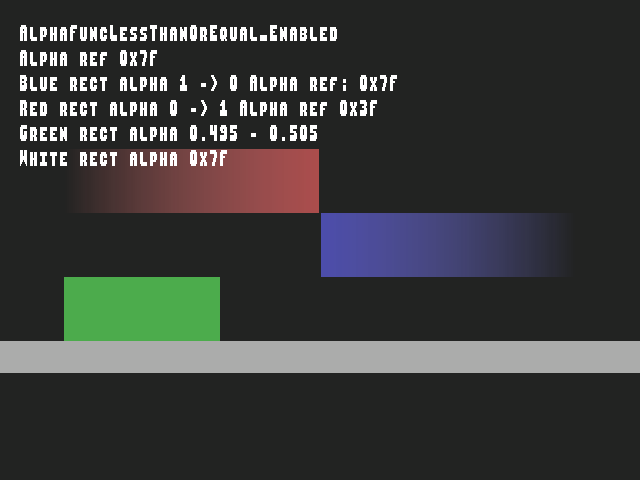 AlphaFuncLessThanOrEqual_Enabled
Alpha ref 0x7f
Blue rect alpha 1 -> 0 Alpha ref: 0x7f
Red rect alpha 0 -> 1 Alpha ref 0x3f
Green rect alpha 0.495 - 0.505
White rect alpha 0x7f